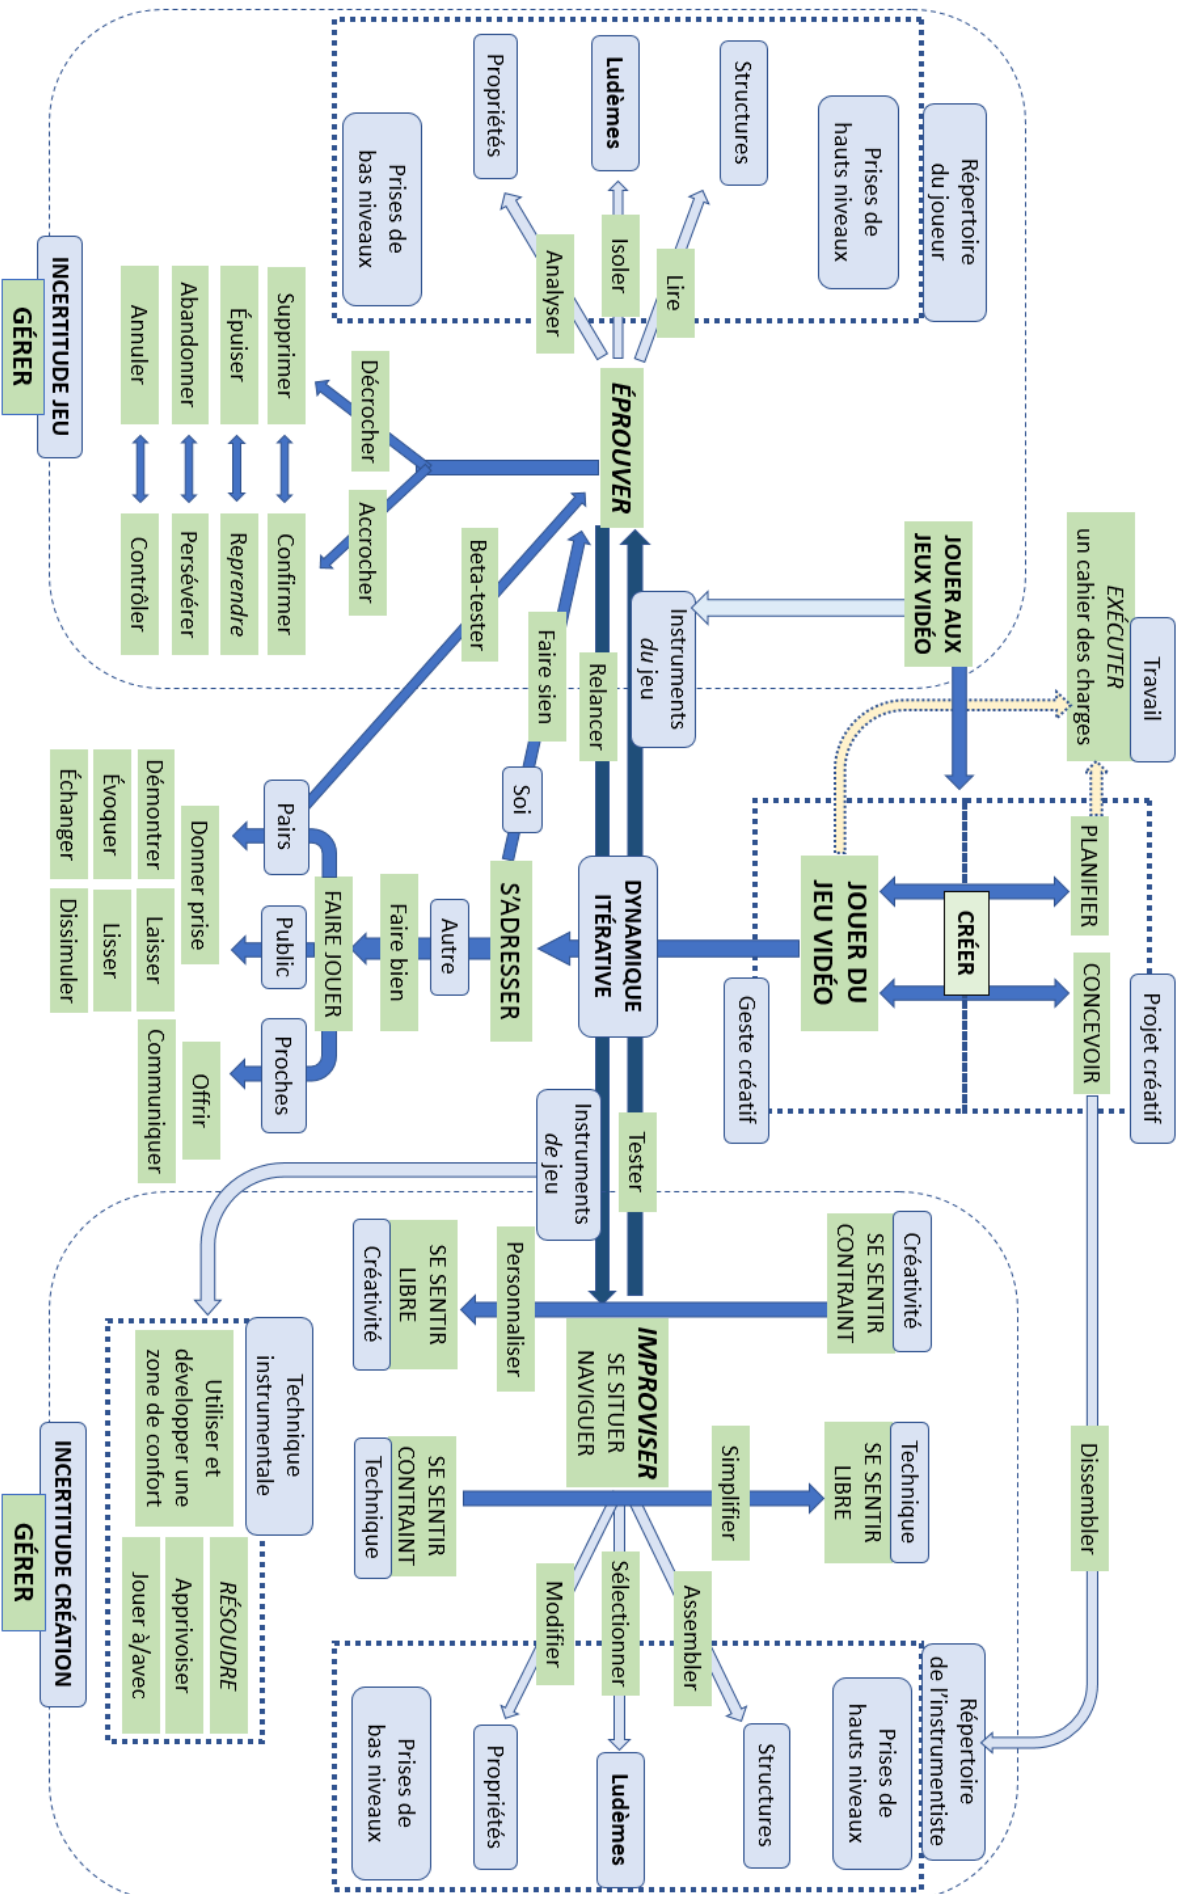 Travail
EXÉCUTER
un cahier des charges
PLANIFIER
CONCEVOIR
Projet créatif
Dissembler
JOUER AUX
JEUX VIDÉO
CRÉER
JOUER DU
JEU VIDÉO
Geste créatif
Répertoire
du joueur
Prises de
hauts niveaux
Structures
Ludèmes
Propriétés
Prises de
bas niveaux
Lire
Isoler
Analyser
ÉPROUVER
Instruments
du jeu
Relancer
Faire sien
Beta-tester
Soi
DYNAMIQUE
ITÉRATIVE
Tester
Instruments
de jeu
S'ADRESSER
Autre
Faire bien
FAIRE JOUER
Pairs
Public
Proches
Donner prise
Démontrer
Évoquer
Échanger
Laisser
Lisser
Dissimuler
Offrir
Communiquer
Décrocher
Accrocher
Supprimer
Épuiser
Abandonner
Annuler
Confirmer
Reprendre
Persévérer
Contrôler
INCERTITUDE JEU
GÉRER
Créativité
SE SENTIR
CONTRAINT
Technique
SE SENTIR
LIBRE
Simplifier
IMPROVISER
SE SITUER
NAVIGUER
Personnaliser
SE SENTIR
LIBRE
Créativité
SE SENTIR
CONTRAINT
Technique
Assembler
Sélectionner
Modifier
Répertoire
de l'instrumentiste
Prises de
hauts niveaux
Structures
Ludèmes
Propriétés
Prises de
bas niveaux
Technique
instrumentale
Utiliser et
développer une
zone de confort
RÉSOUDRE
Apprivoiser
Jouer à/avec
INCERTITUDE CRÉATION
GÉRER